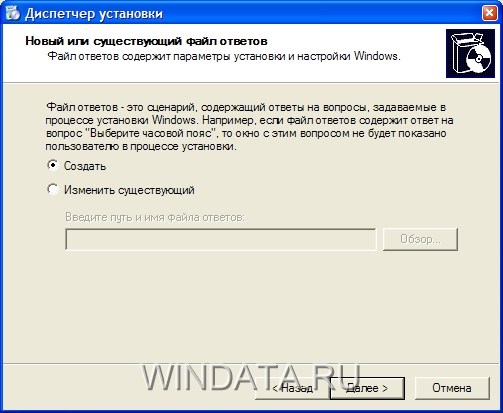 Диспетчер установки
Новый или существующий файл ответов
Файл ответов содержит параметры установки и настройки Windows.
Файл ответов - это сценарий, содержащий ответы на вопросы, задаваемые в
процессе установки Windows. Например, если файл ответов содержит ответ на
вопрос "Выберите часовой пояс", то окно с этим вопросом не будет показано
пользователю в процессе установки.
Создать
Изменить существующий
Введите путь и имя файла ответов:
Обзор...
WINDATA.RU
< Назад
Далее >
Отмена